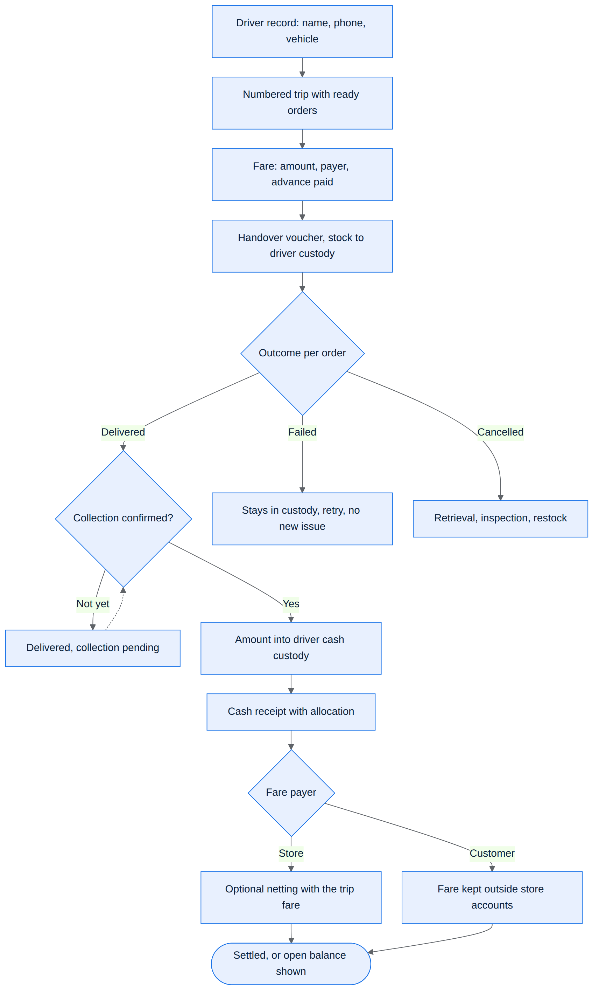 Driver record: name, phone,
vehicle
Numbered trip with ready
orders
Fare: amount, payer,
advance paid
Handover voucher, stock to
driver custody
Outcome per order
Delivered
Failed
Cancelled
Collection confirmed?
Stays in custody, retry, no
new issue
Retrieval, inspection, restock
Not yet
Yes
Delivered, collection pending
Amount into driver cash
custody
Cash receipt with allocation
Fare payer
Store
Customer
Optional netting with the trip
fare
Fare kept outside store
accounts
Settled, or open balance
shown